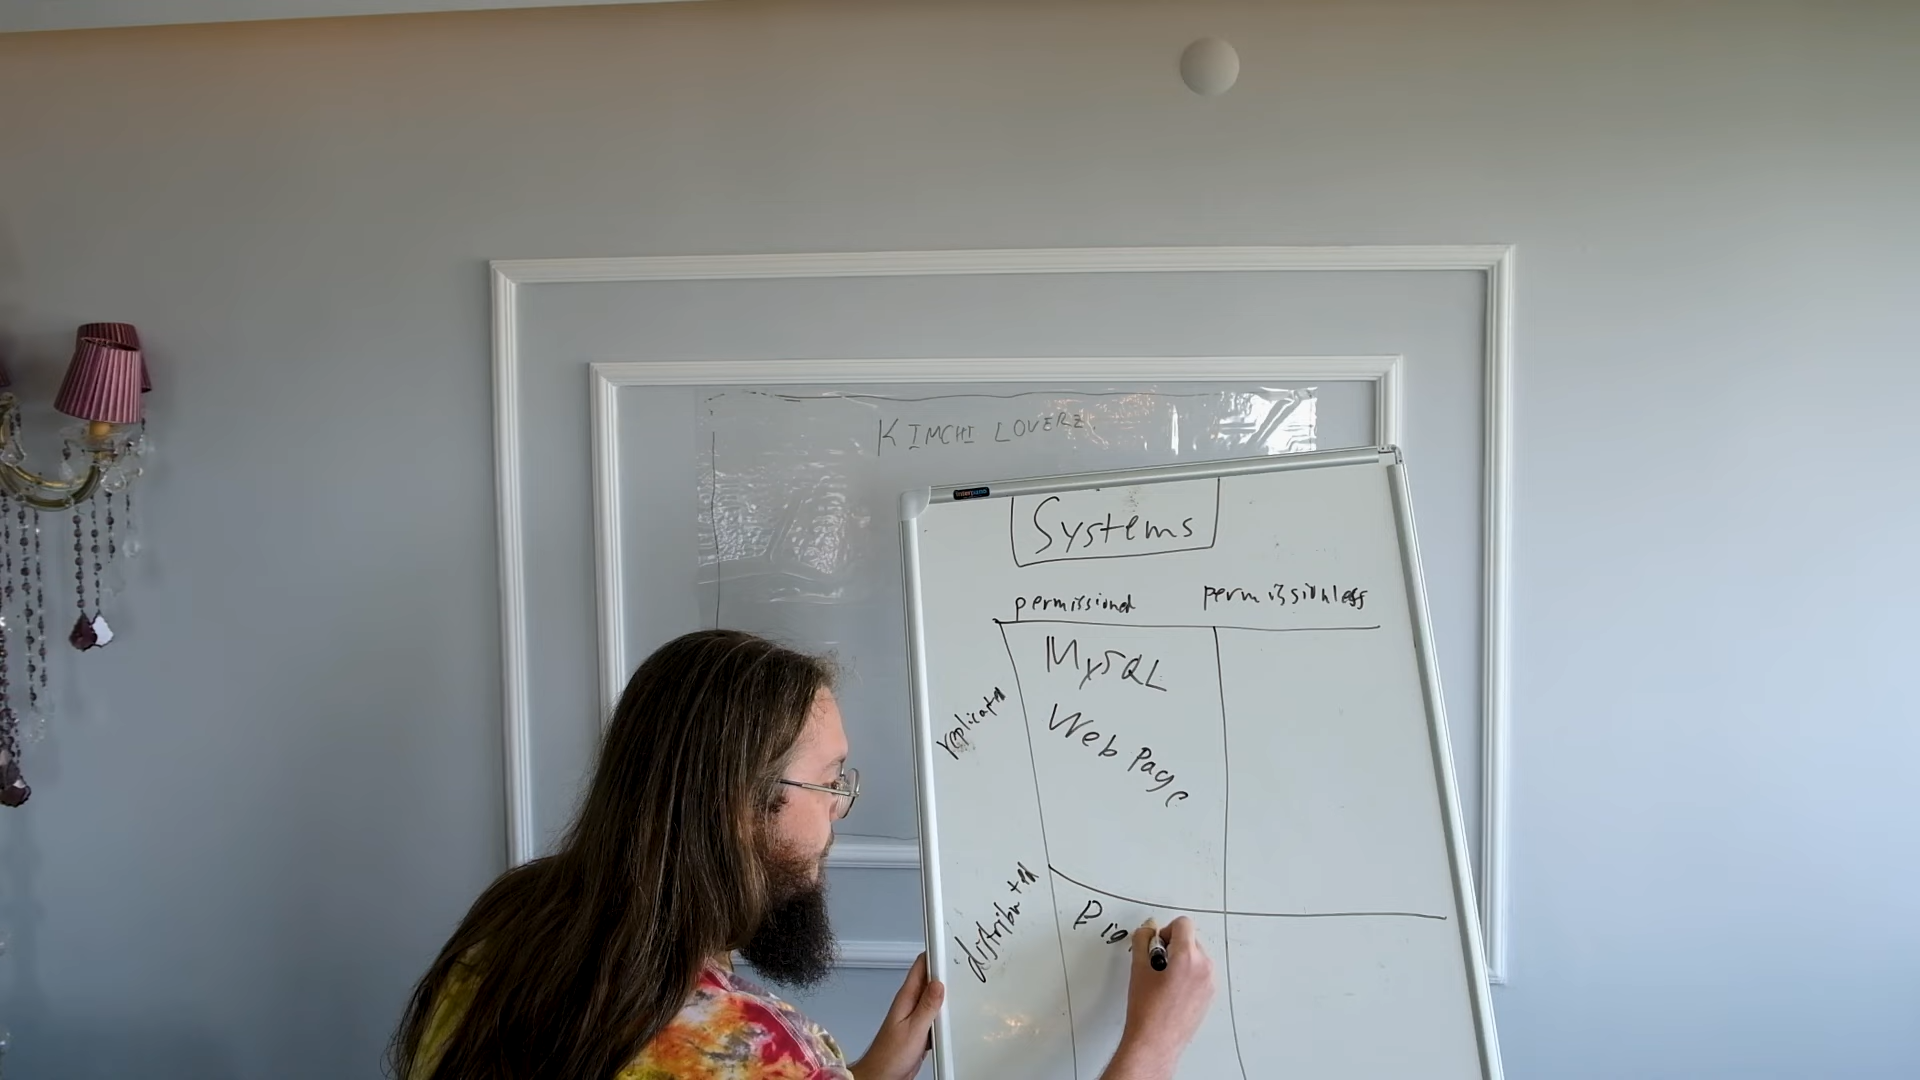 KIMCHI LOVERZ
Systems
permissioned permissionless
replicated
MySQL
Web Page
distributed